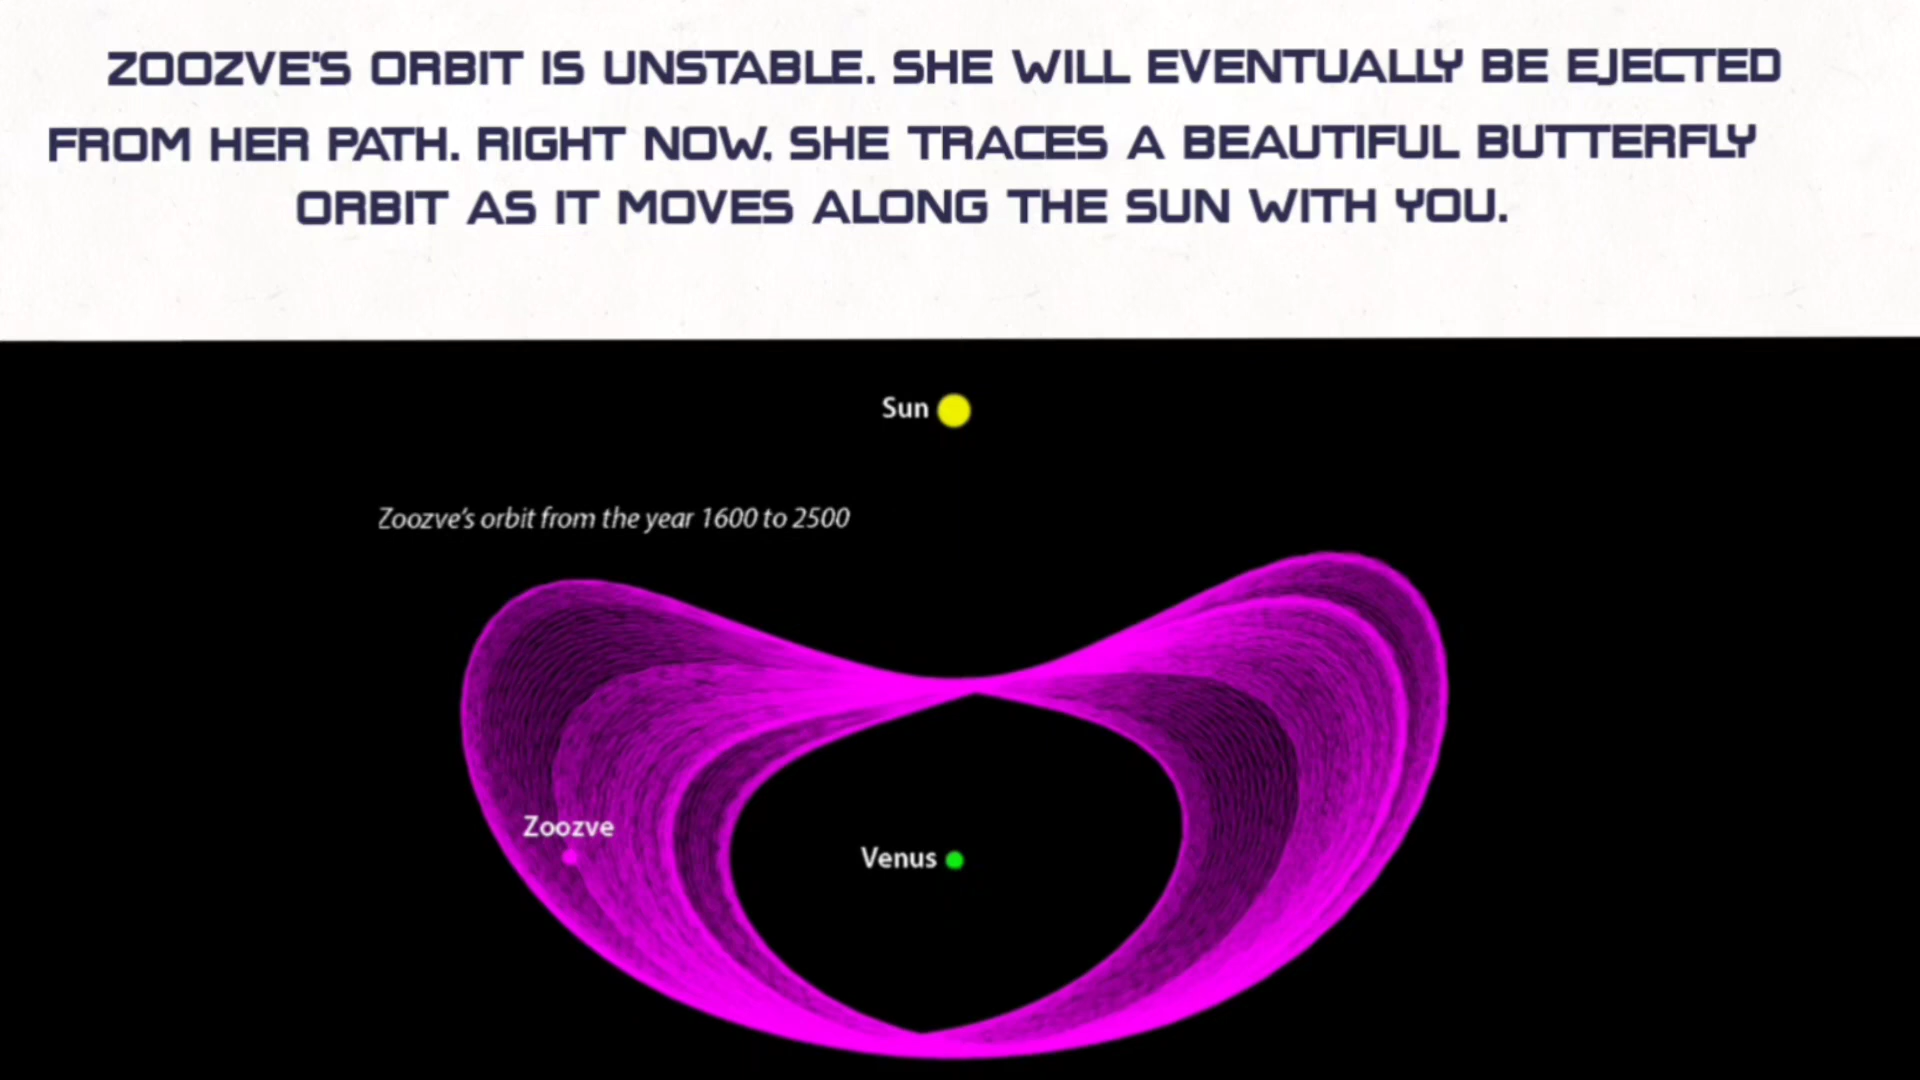 ZOOZVE'S ORBIT IS UNSTABLE. SHE WILL EVENTUALLY BE EJECTED
FROM HER PATH. RIGHT NOW, SHE TRACES A BEAUTIFUL BUTTERFLY
ORBIT AS IT MOVES ALONG THE SUN WITH YOU.
Sun
Zoozve's orbit from the year 1600 to 2500
Zoozve
Venus